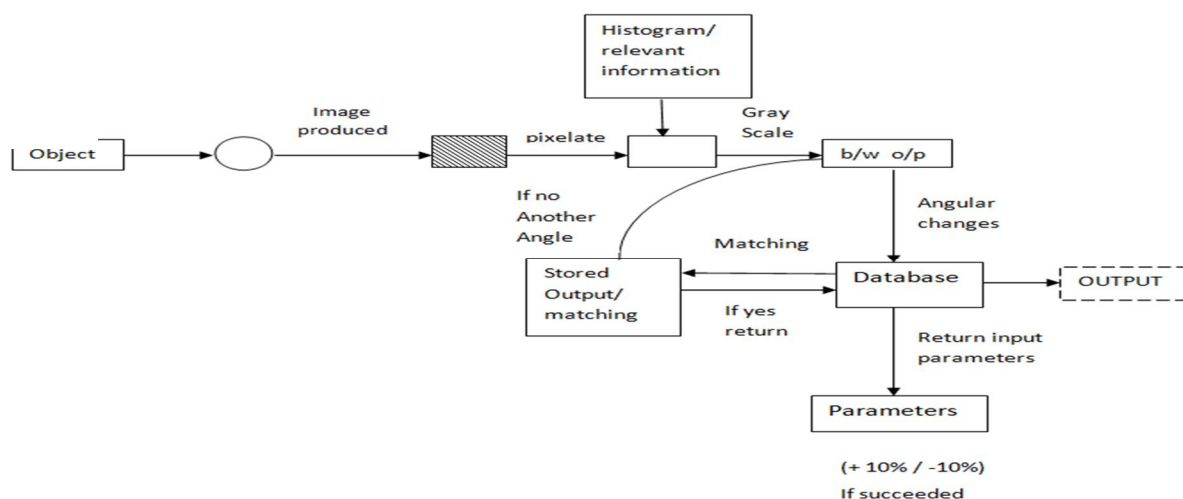 Histogram/
relevant
information
Image
produced
Gray
Scale
Object
pixelate
b/w o/p
If no
Another
Angle
Angular
changes
Matching
Stored
Output/
matching
Database
OUTPUT
If yes
return
Return input
parameters
Parameters
(+ 10% / -10%)
If succeeded